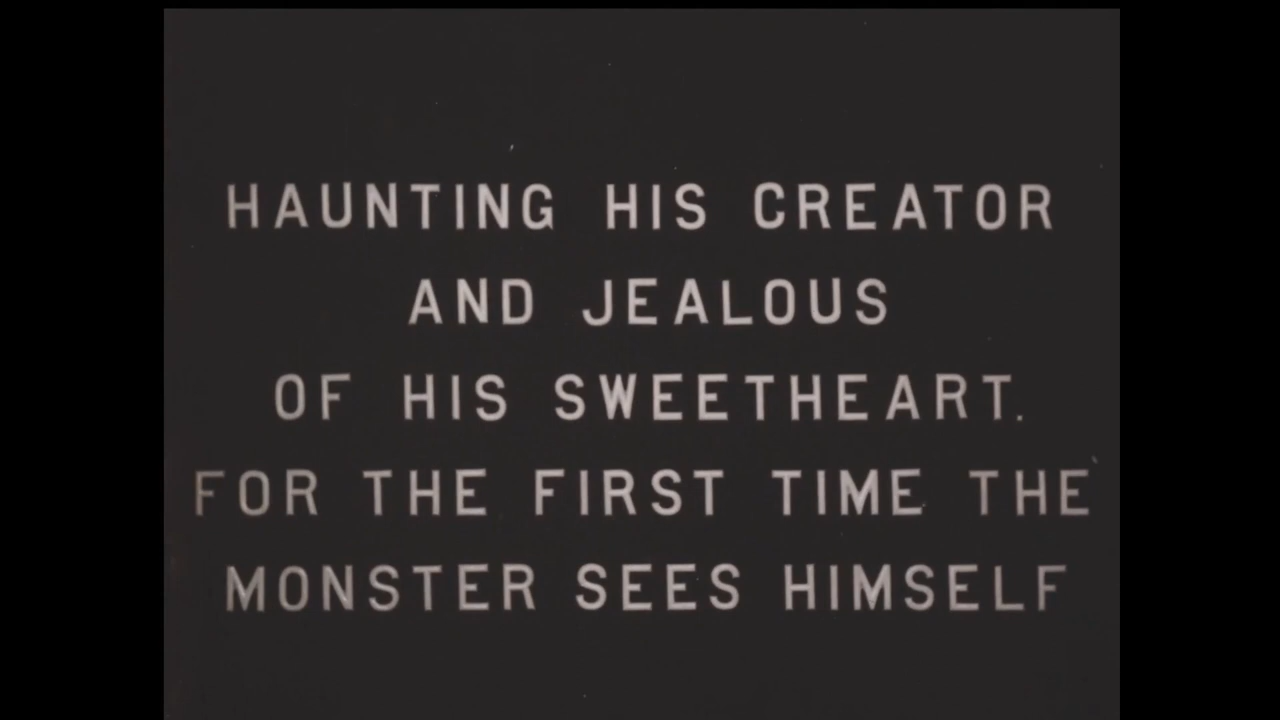 HAUNTING HIS CREATOR
AND JEALOUS
OF HIS SWEETHEART.
FOR THE FIRST TIME THE
MONSTER SEES HIMSELF